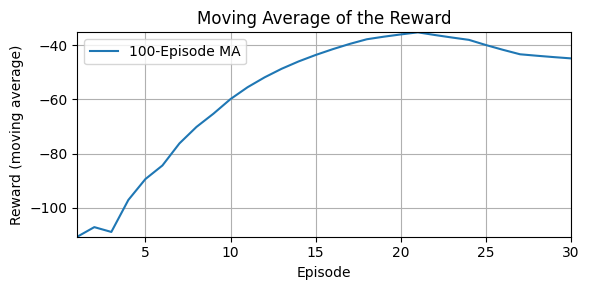 Moving Average of the Reward
100-Episode MA
Reward (moving average)
−40
−60
−80
−100
5 10 15 20 25 30
Episode